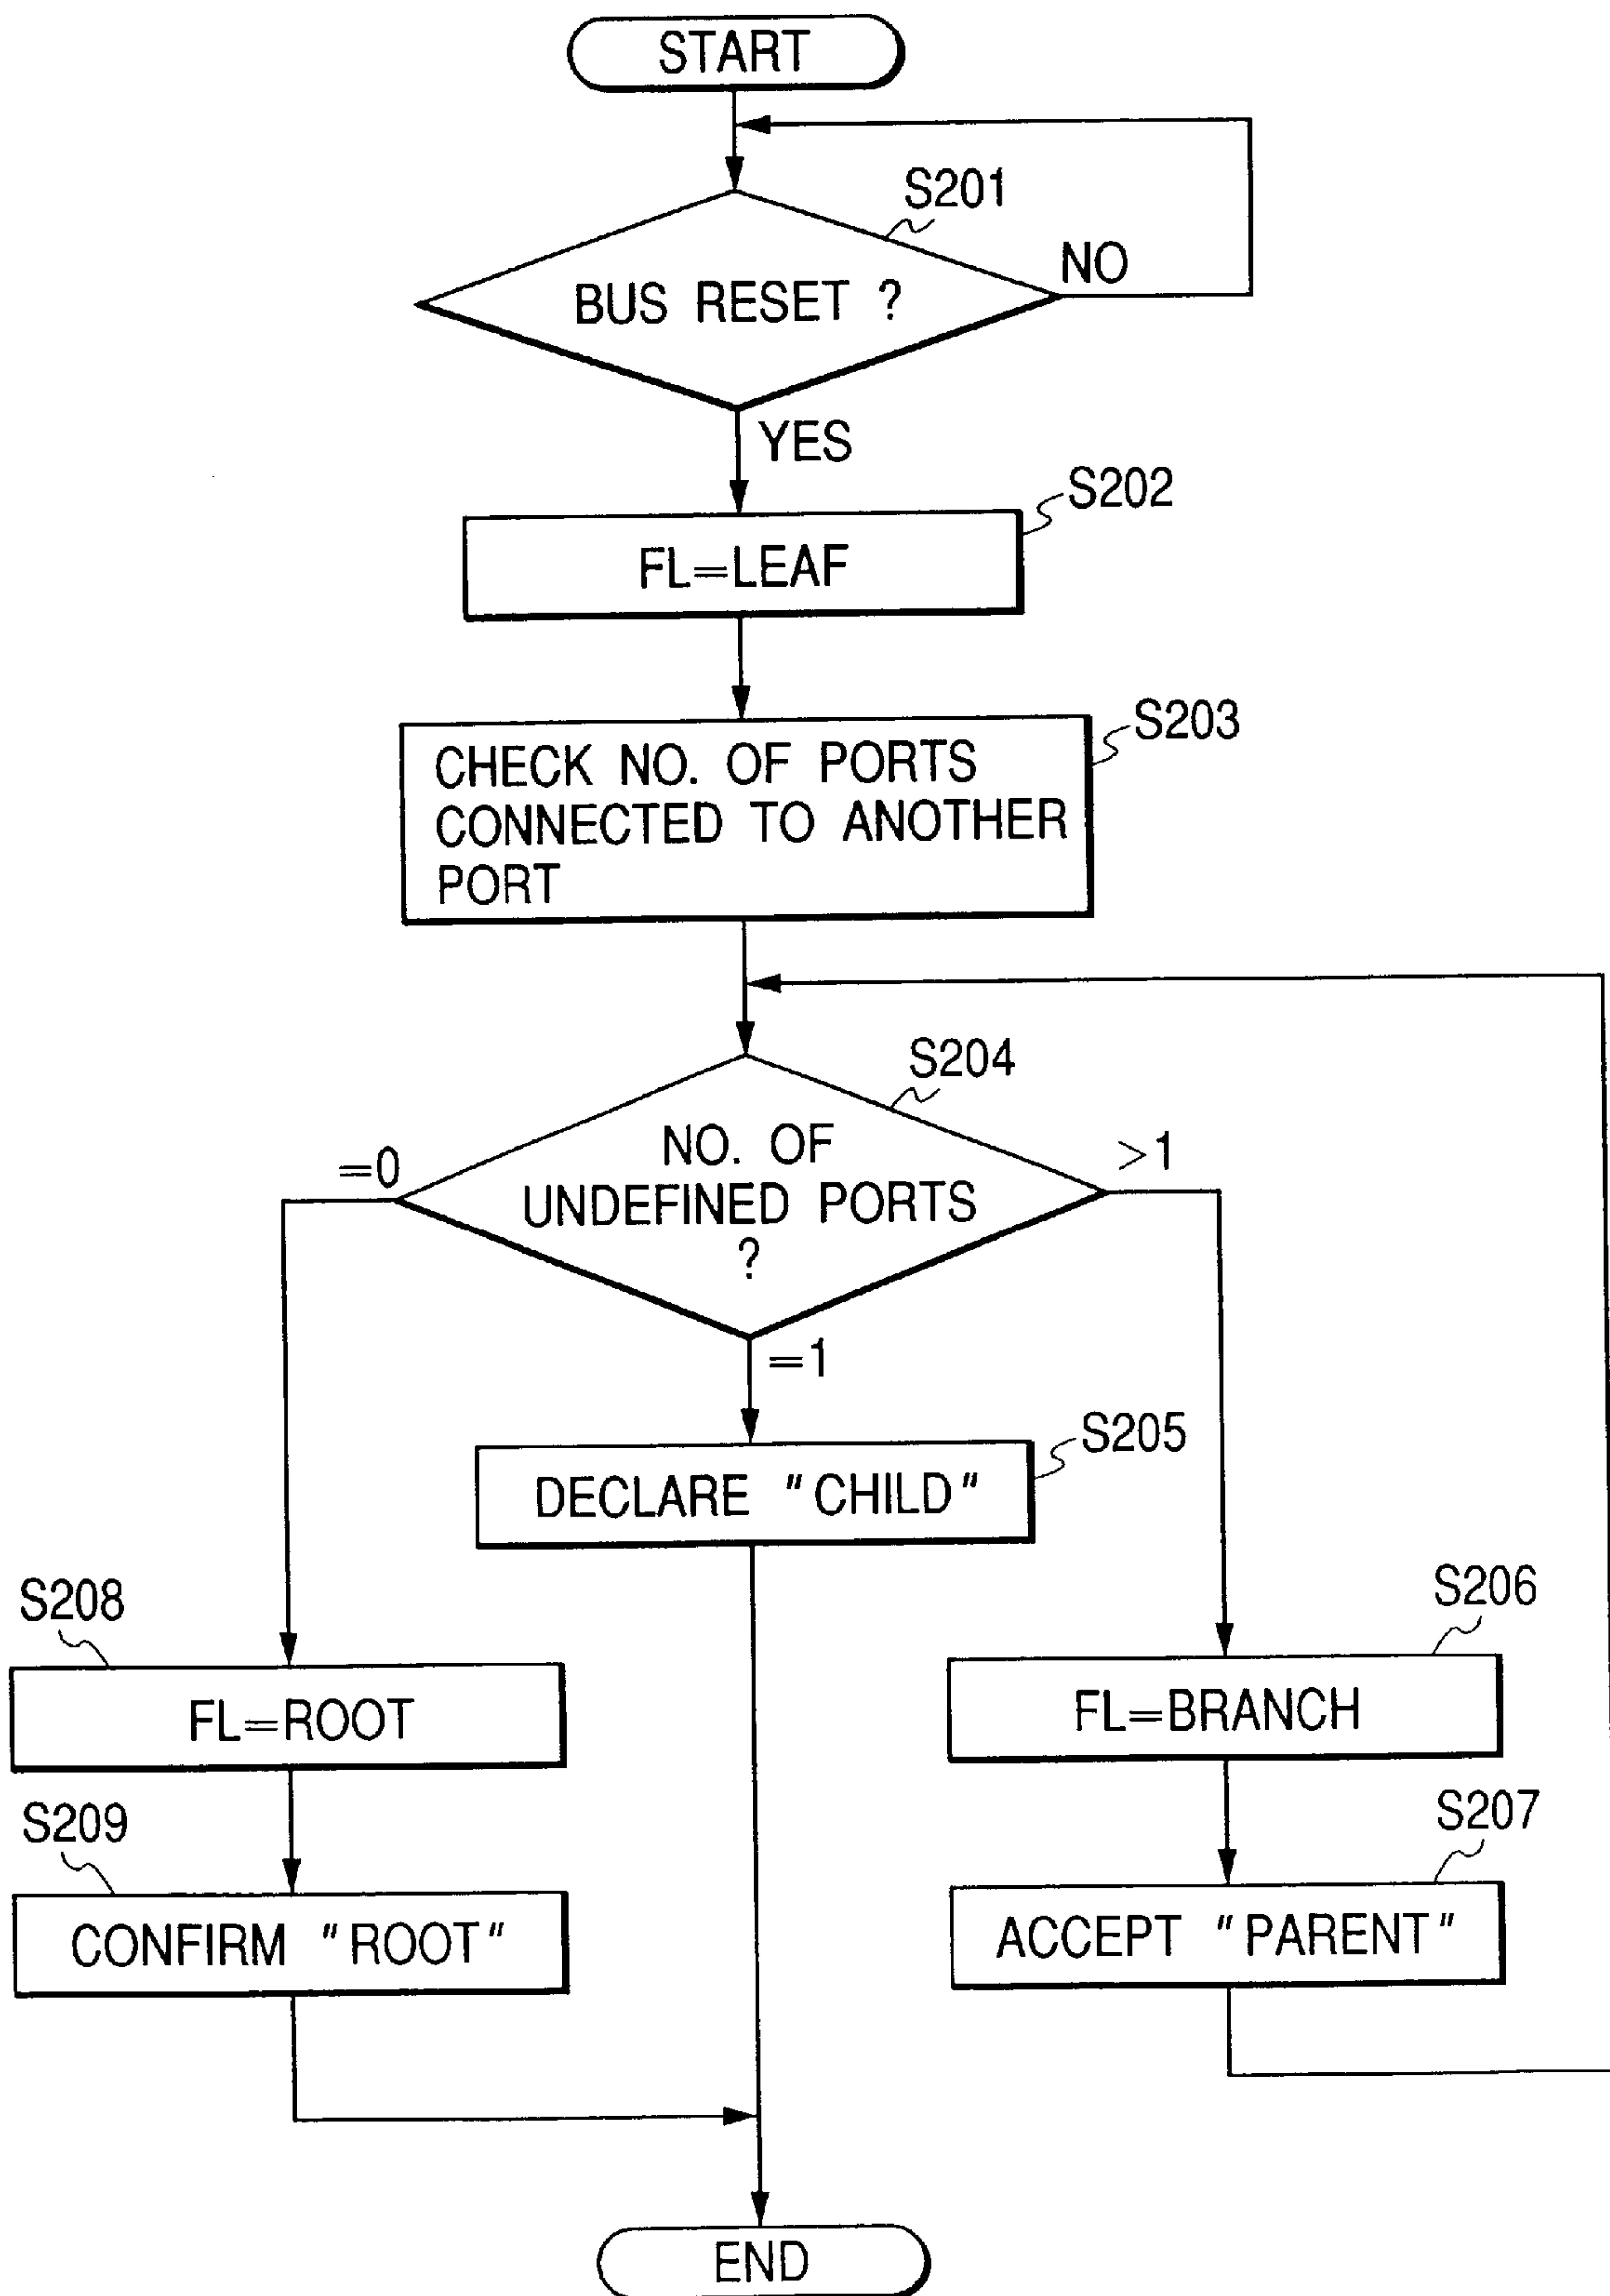 START
S201
BUS RESET ?
NO
YES
S202
FL=LEAF
S203
CHECK NO. OF PORTS
CONNECTED TO ANOTHER
PORT
S204
NO. OF
UNDEFINED PORTS
?
=0
>1
=1
S205
DECLARE "CHILD"
S208
FL=ROOT
S206
FL=BRANCH
S209
CONFIRM "ROOT"
S207
ACCEPT "PARENT"
END